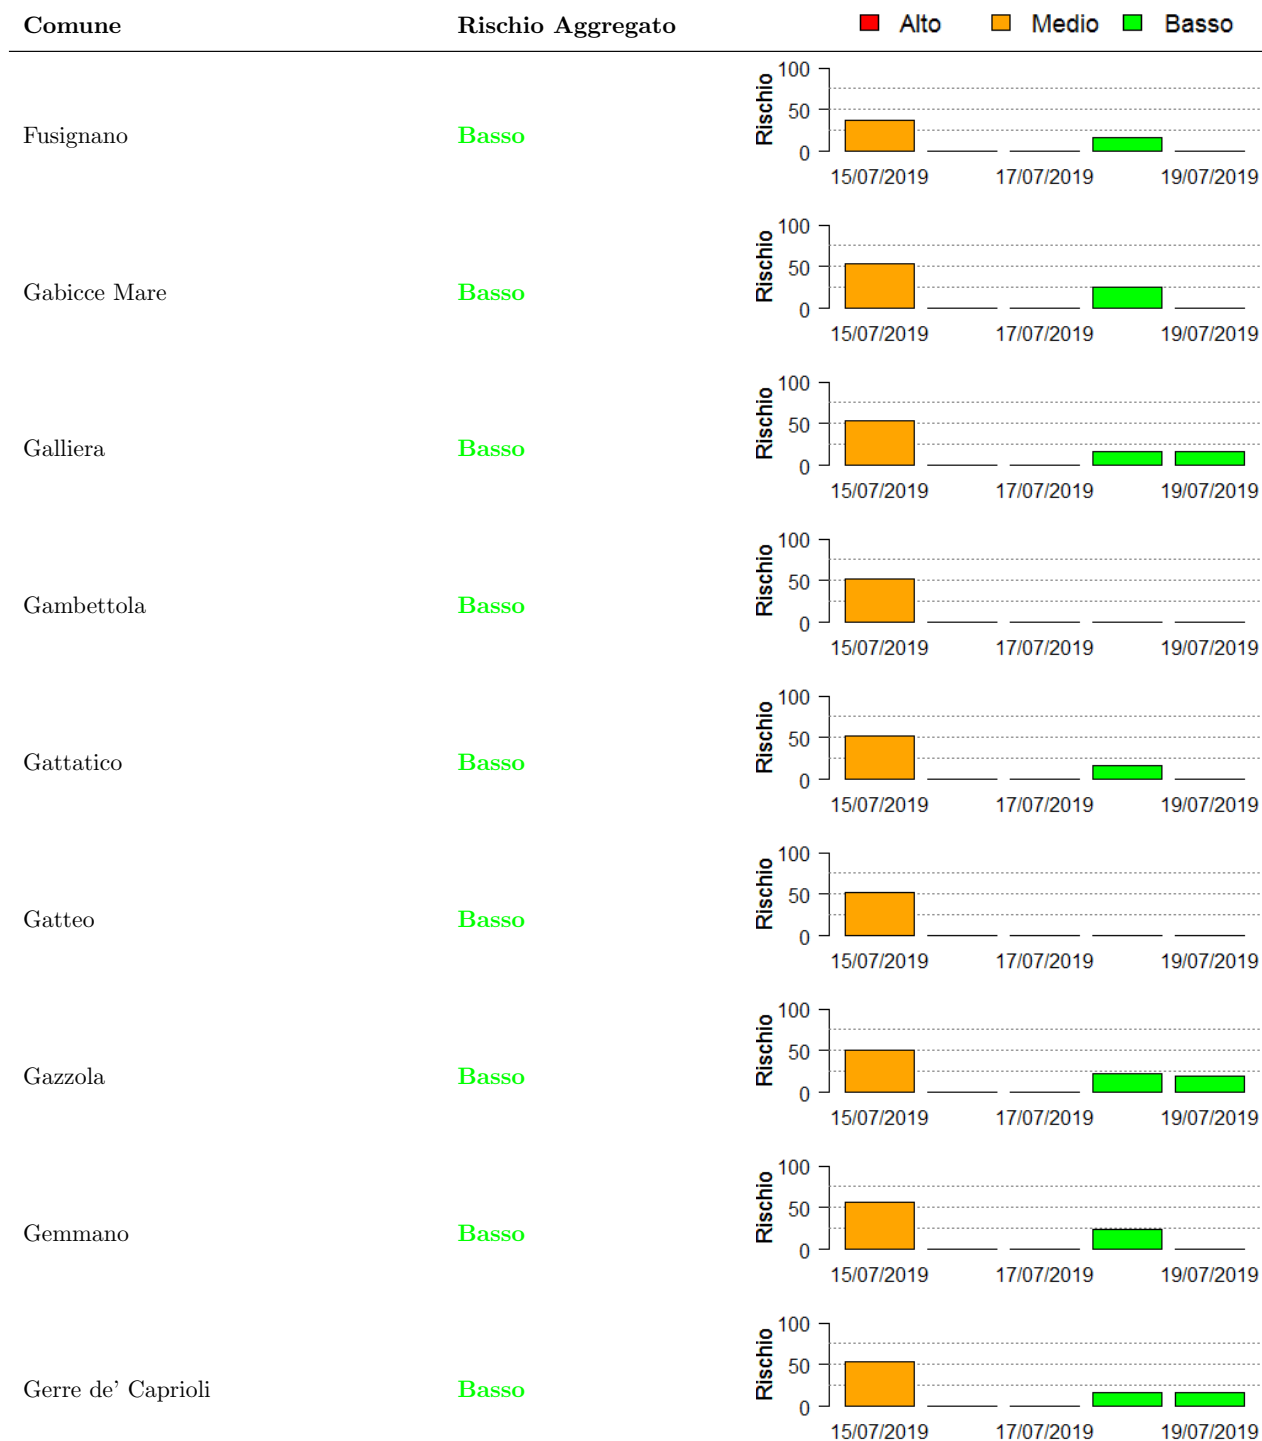 Comune Rischio Aggregato Alto Medio Basso
Fusignano Basso
Rischio
100
50
0
15/07/2019 17/07/2019 19/07/2019
Gabicce Mare Basso
Rischio
100
50
0
15/07/2019 17/07/2019 19/07/2019
Galliera Basso
Rischio
100
50
0
15/07/2019 17/07/2019 19/07/2019
Gambettola Basso
Rischio
100
50
0
15/07/2019 17/07/2019 19/07/2019
Gattatico Basso
Rischio
100
50
0
15/07/2019 17/07/2019 19/07/2019
Gatteo Basso
Rischio
100
50
0
15/07/2019 17/07/2019 19/07/2019
Gazzola Basso
Rischio
100
50
0
15/07/2019 17/07/2019 19/07/2019
Gemmano Basso
Rischio
100
50
0
15/07/2019 17/07/2019 19/07/2019
Gerre de' Caprioli Basso
Rischio
100
50
0
15/07/2019 17/07/2019 19/07/2019